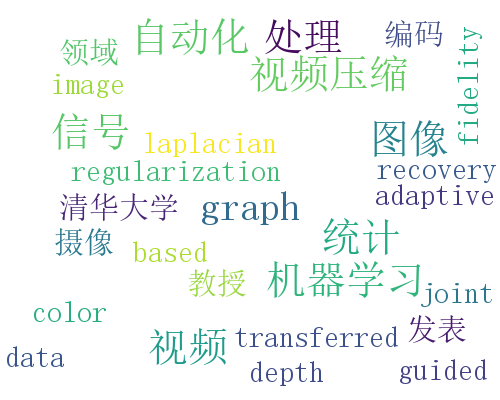 自动化 处理 编码
领域 视频压缩 fidelity
image
信号 laplacian 图像
regularization recovery
清华大学 graph adaptive
摄像 based 统计
教授 机器学习 joint
color
data 视频 transferred 发表
depth guided